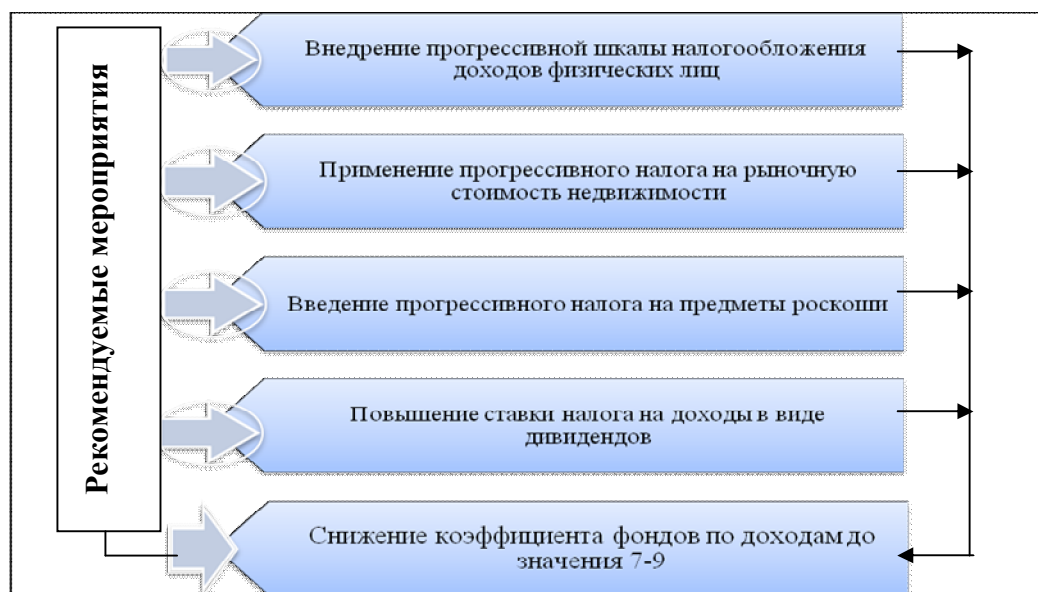 Рекомендуемые мероприятия
Внедрение прогрессивной шкалы налогообложения
доходов физических лиц
Применение прогрессивного налога на рыночную
стоимость недвижимости
Введение прогрессивного налога на предметы роскоши
Повышение ставки налога на доходы в виде
дивидендов
Снижение коэффициента фондов по доходам до
значения 7-9